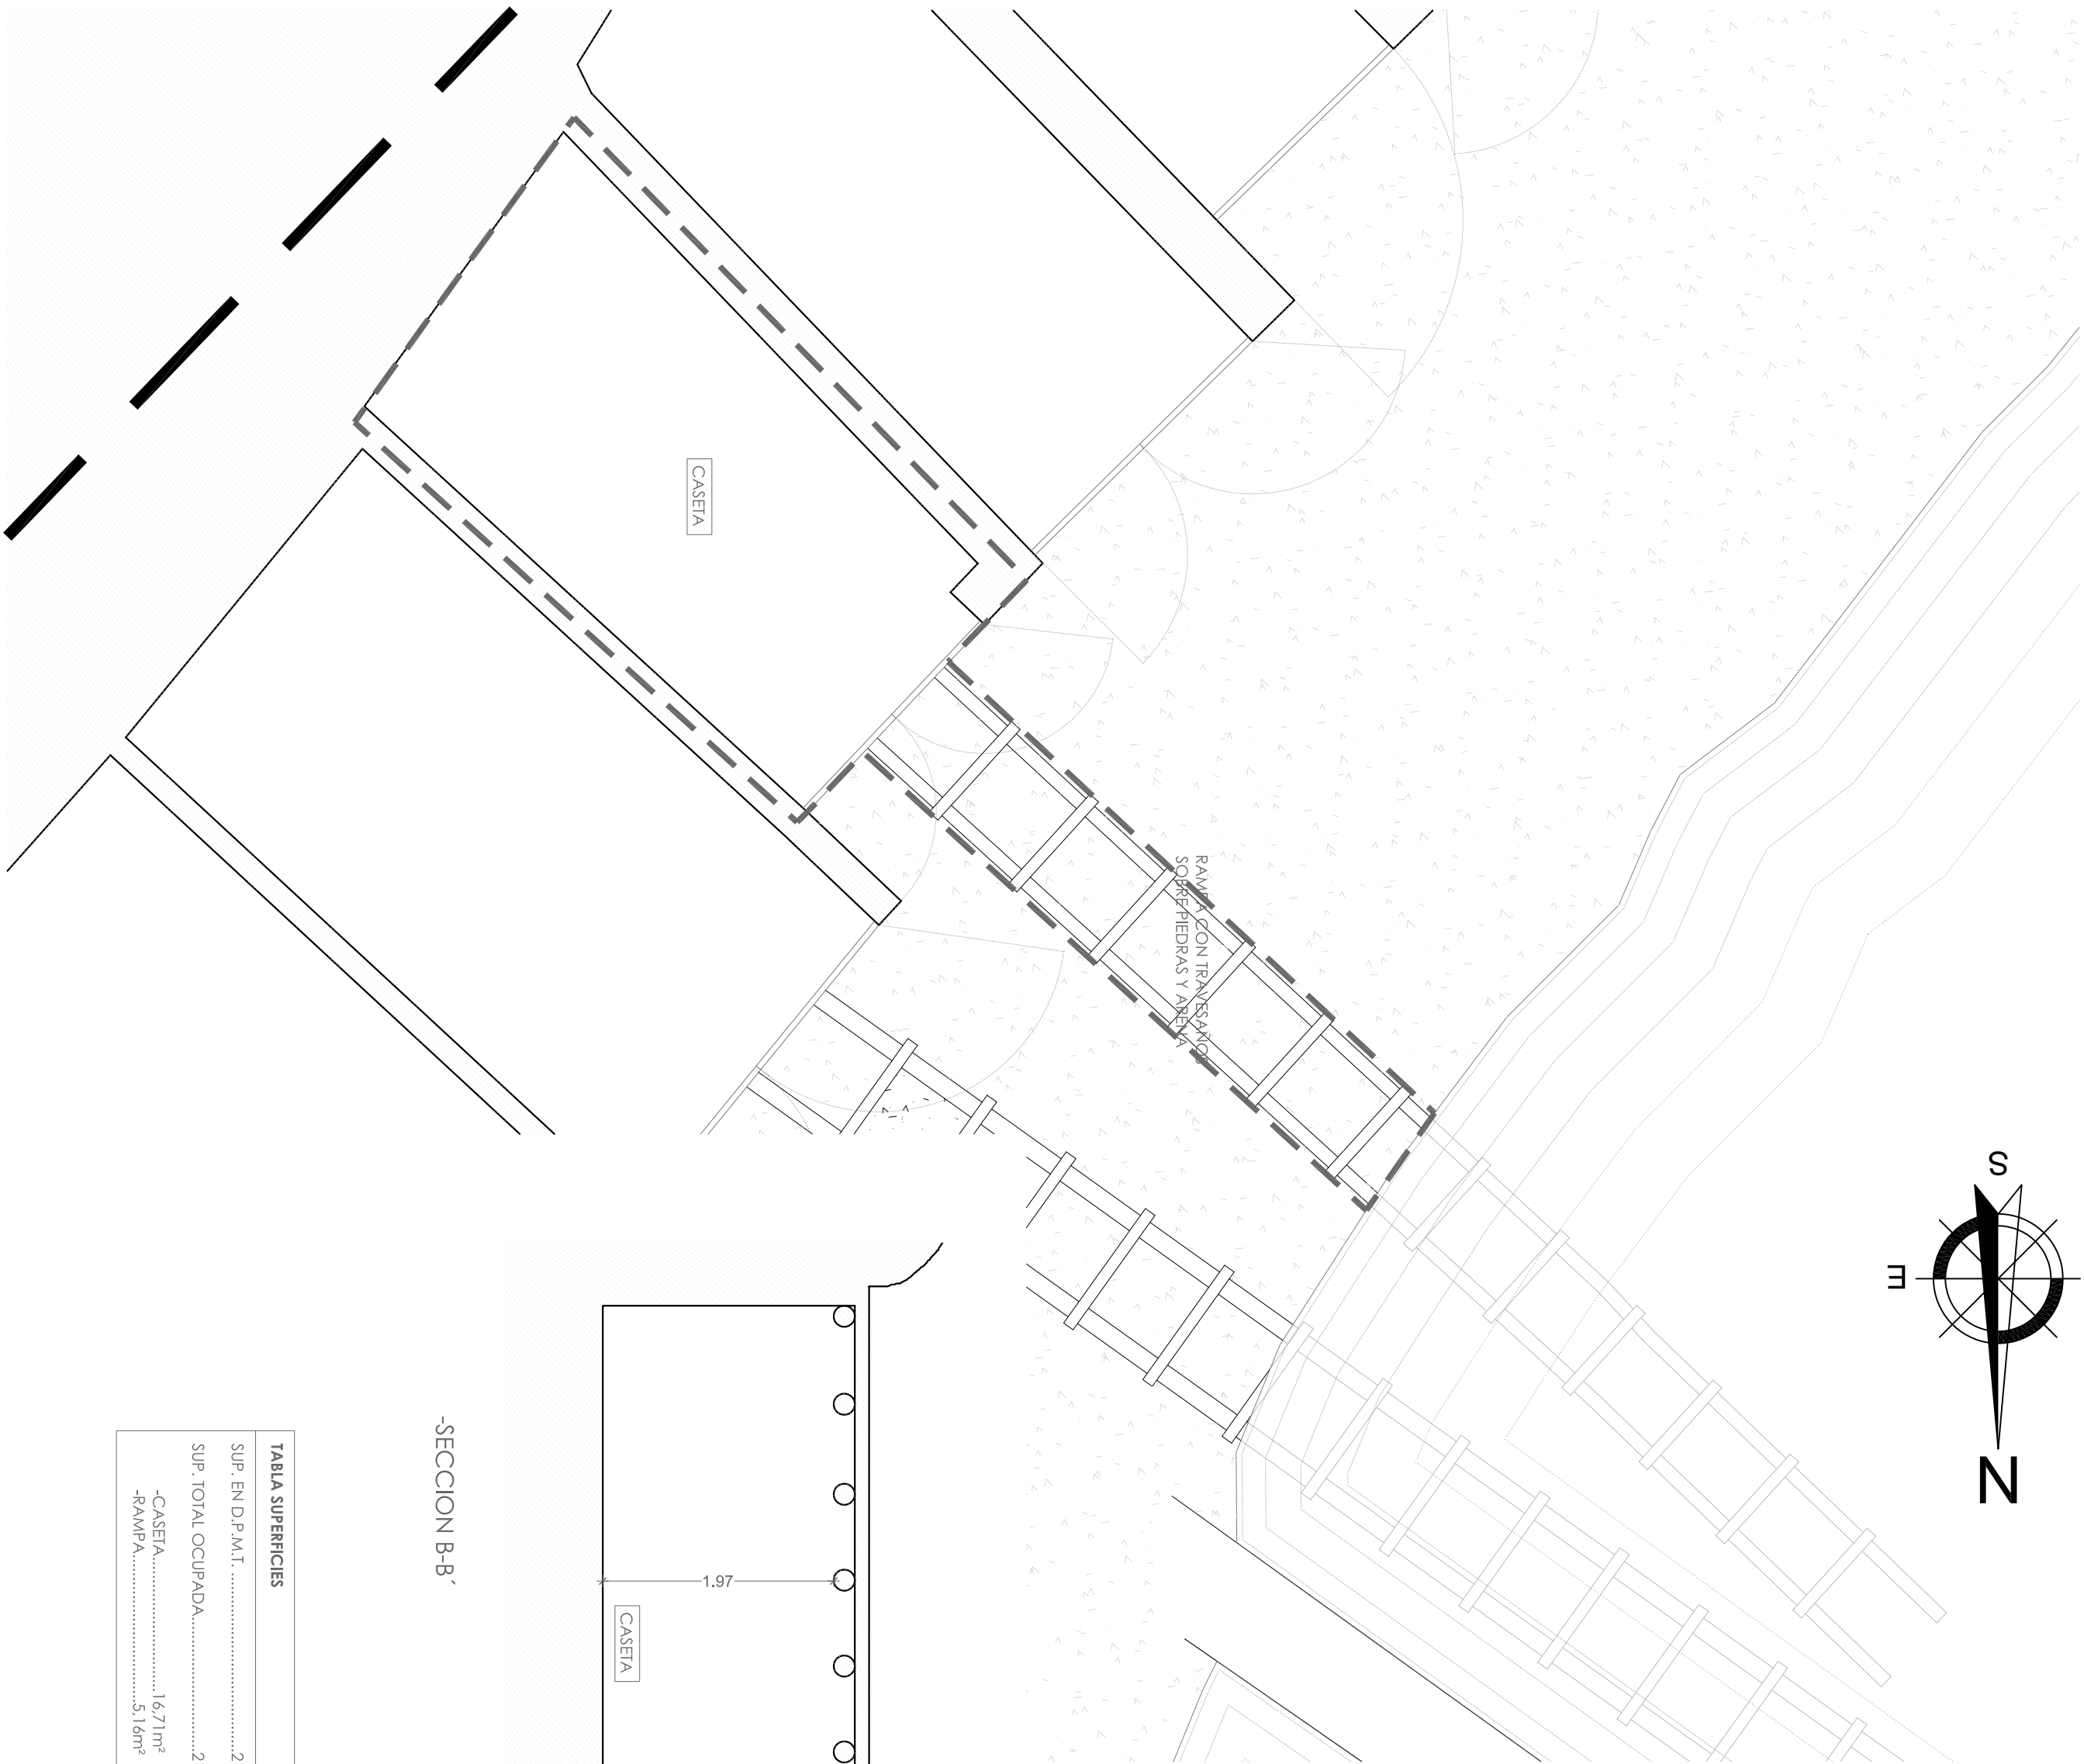 CASETA
RAMPA CON TRAVESAÑOS
SOBRE PIEDRAS Y ARENA
S
E
N
-SECCION B-B´
1.97
CASETA
TABLA SUPERFICIES
SUP. EN D.P.M.T. ................................2
SUP. TOTAL OCUPADA............................2
-CASETA..........................16,71m²
-RAMPA..............................5,16m²